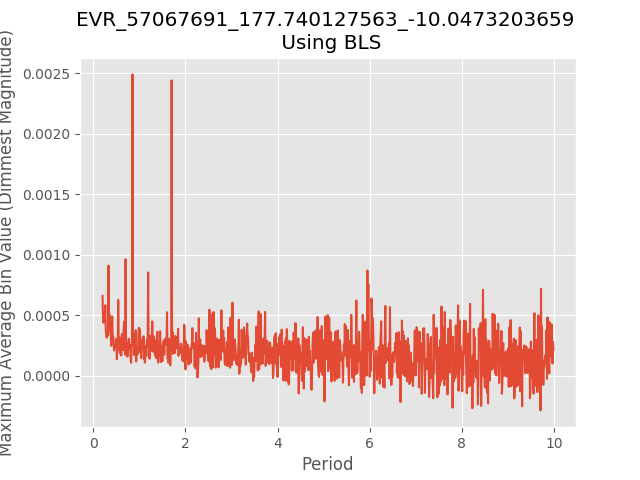 EVR_57067691_177.740127563_-10.0473203659
Using BLS
Maximum Average Bin Value (Dimmest Magnitude)
0.0025
0.0020
0.0015
0.0010
0.0005
0.0000
0 2 4 6 8 10
Period